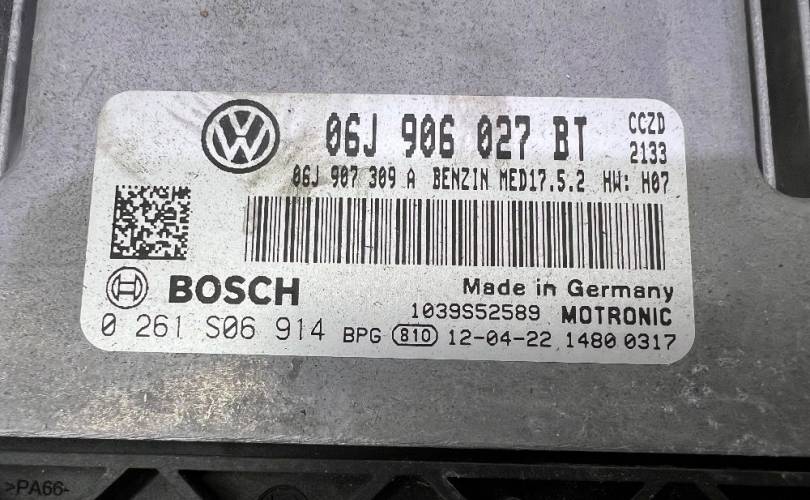 06J 906 027 BT CCZD
2133
06J 907 309 A BENZIN MED17.5.2 HW: H07
BOSCH
Made in Germany
1039S52589 MOTRONIC
0 261 S06 914 BPG 810 12-04-22 1480 0317
>PA66-